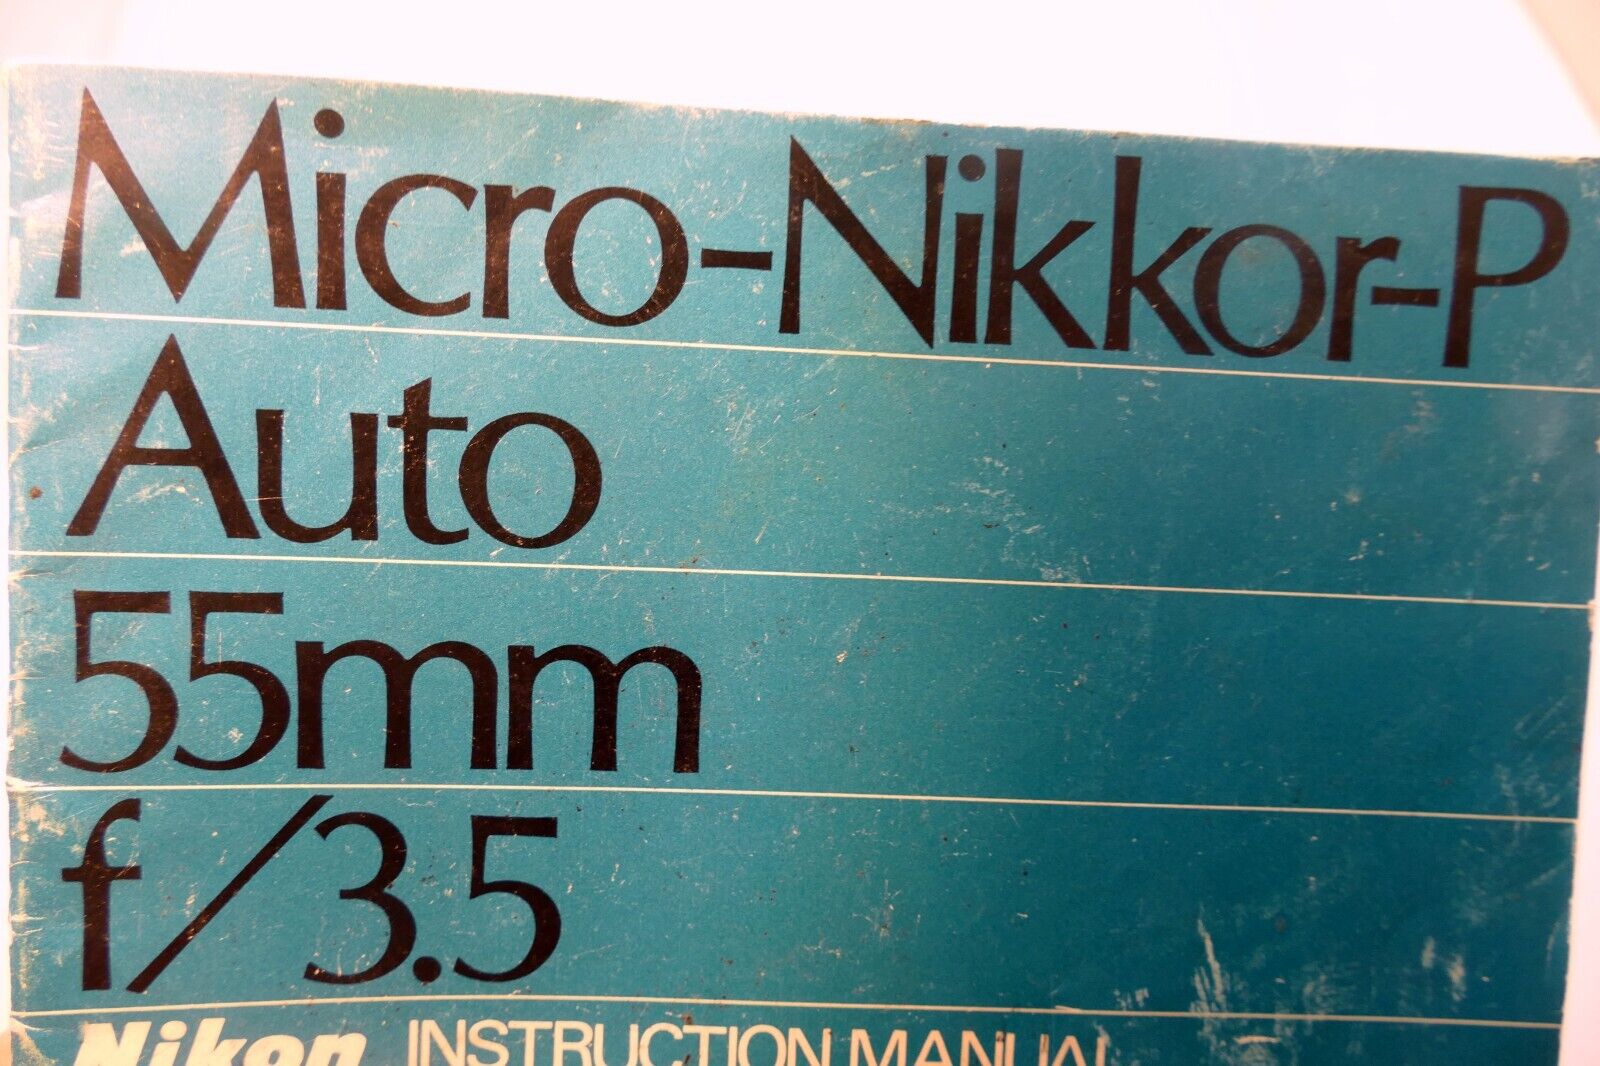 Micro-Nikkor-P
Auto
55mm
f/3.5
Nikon INSTRUCTION MANUAL